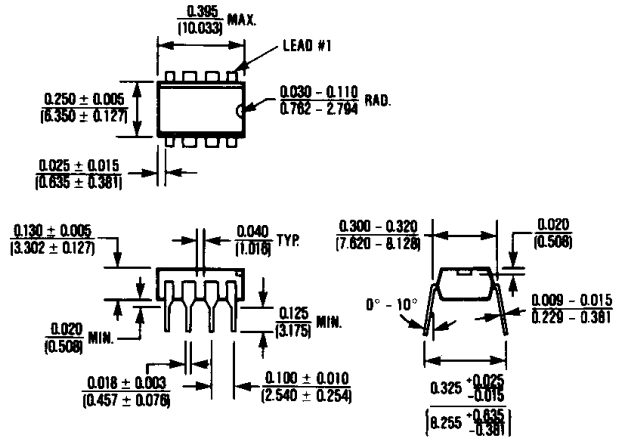 0.395
(10.033)
MAX.
LEAD #1
0.250 ± 0.005
(6.350 ± 0.127)
0.030 - 0.110
0.762 - 2.794
RAD.
0.025 ± 0.015
(0.635 ± 0.381)
0.130 ± 0.005
(3.302 ± 0.127)
0.040
(1.016)
TYP.
0.300 - 0.320
(7.620 - 8.128)
0.020
(0.508)
0.020
(0.508)
MIN.
0.125
(3.175)
MIN.
0° - 10°
0.009 - 0.015
0.229 - 0.381
0.018 ± 0.003
(0.457 ± 0.076)
0.100 ± 0.010
(2.540 ± 0.254)
0.325 +0.025 -0.015
(8.255 +0.635 -0.381)